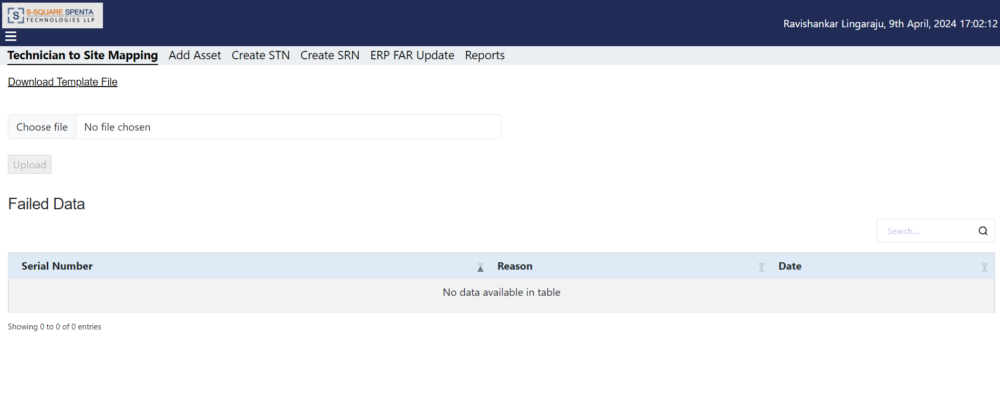 S S-SQUARE SPENTA
TECHNOLOGIES LLP
Ravishankar Lingaraju, 9th April, 2024 17:02:12
Technician to Site Mapping Add Asset Create STN Create SRN ERP FAR Update Reports
Download Template File
Choose file No file chosen
Upload
Failed Data
Search....
Serial Number Reason Date
No data available in table
Showing 0 to 0 of 0 entries